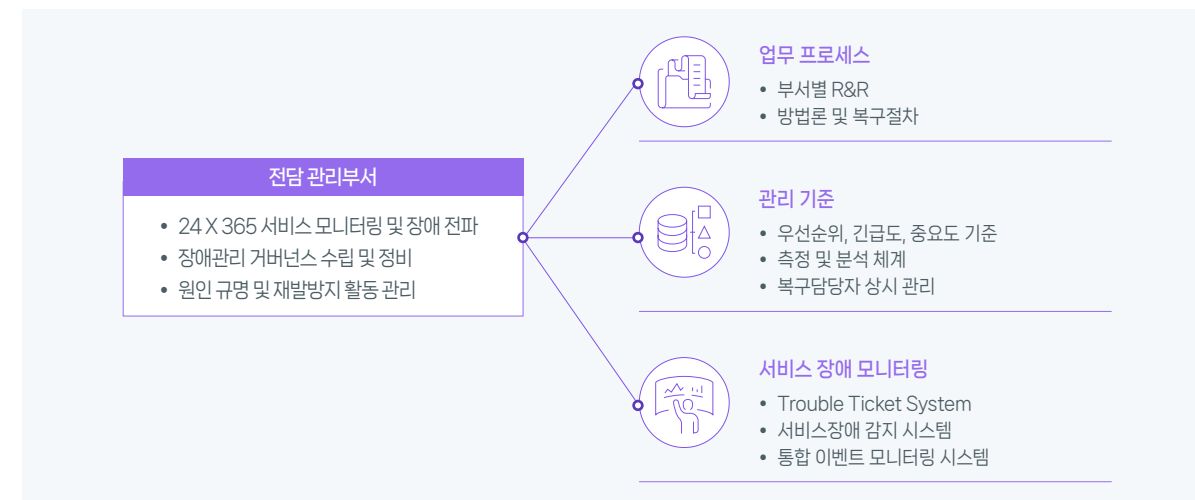 전담 관리부서
• 24 X 365 서비스 모니터링 및 장애 전파
• 장애관리 거버넌스 수립 및 정비
• 원인 규명 및 재발방지 활동 관리
업무 프로세스
• 부서별 R&R
• 방법론 및 복구절차
관리 기준
• 우선순위, 긴급도, 중요도 기준
• 측정 및 분석 체계
• 복구담당자 상시 관리
서비스 장애 모니터링
• Trouble Ticket System
• 서비스장애 감지 시스템
• 통합 이벤트 모니터링 시스템